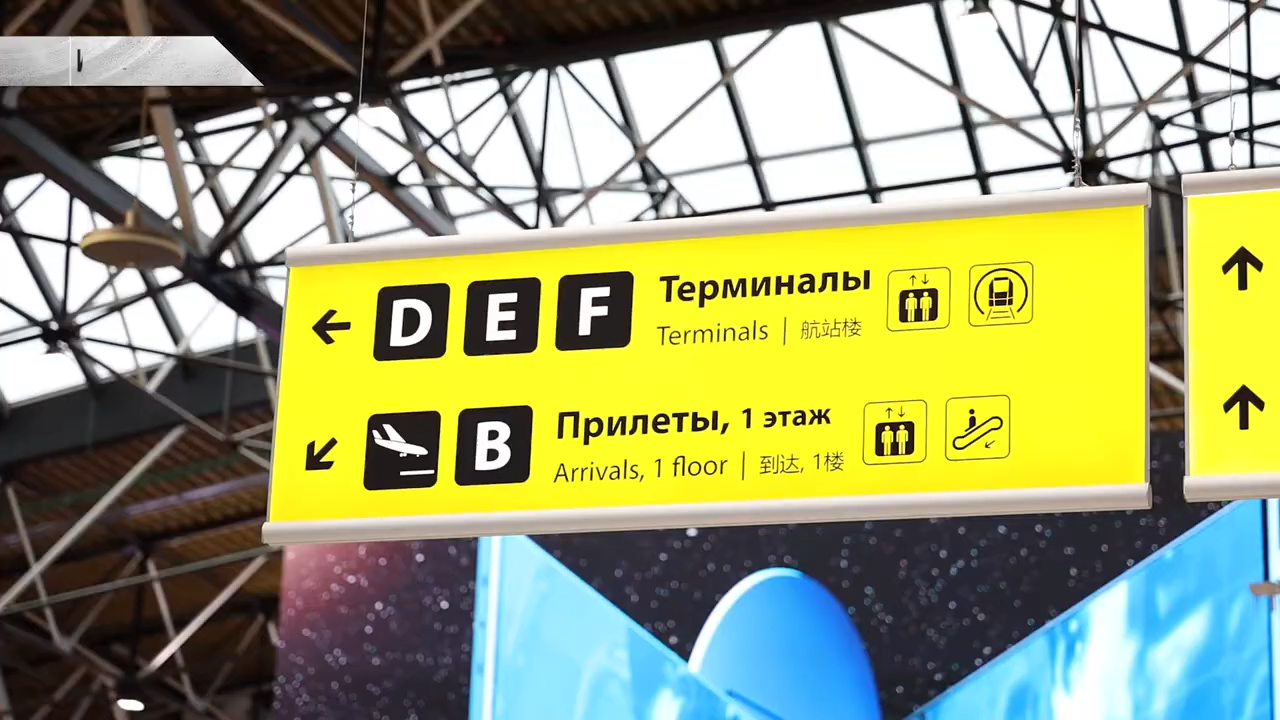 D E F Терминалы
Terminals | 航站楼
B Прилеты, 1 этаж
Arrivals, 1 floor | 到达, 1楼